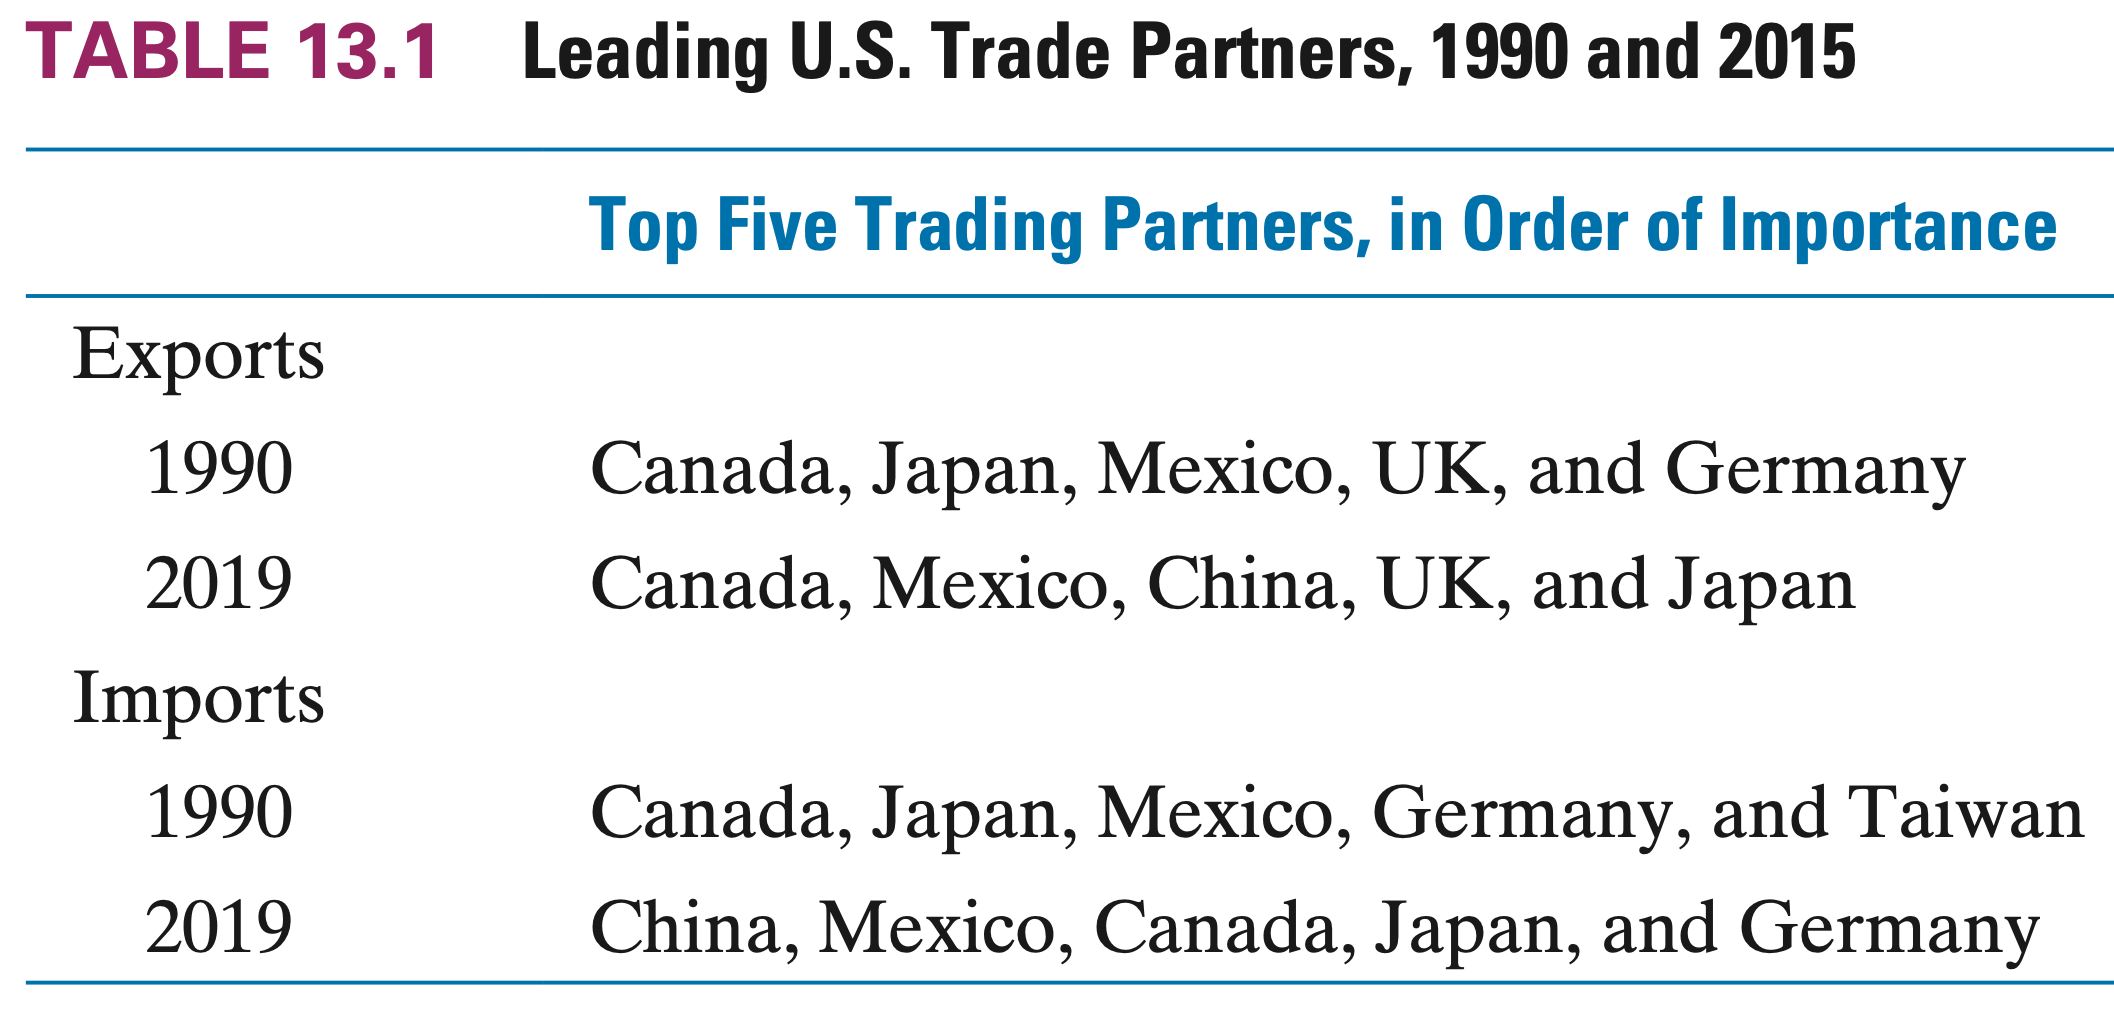 TABLE 13.1 Leading U.S. Trade Partners, 1990 and 2015
Top Five Trading Partners, in Order of Importance
Exports
1990 Canada, Japan, Mexico, UK, and Germany
2019 Canada, Mexico, China, UK, and Japan
Imports
1990 Canada, Japan, Mexico, Germany, and Taiwan
2019 China, Mexico, Canada, Japan, and Germany